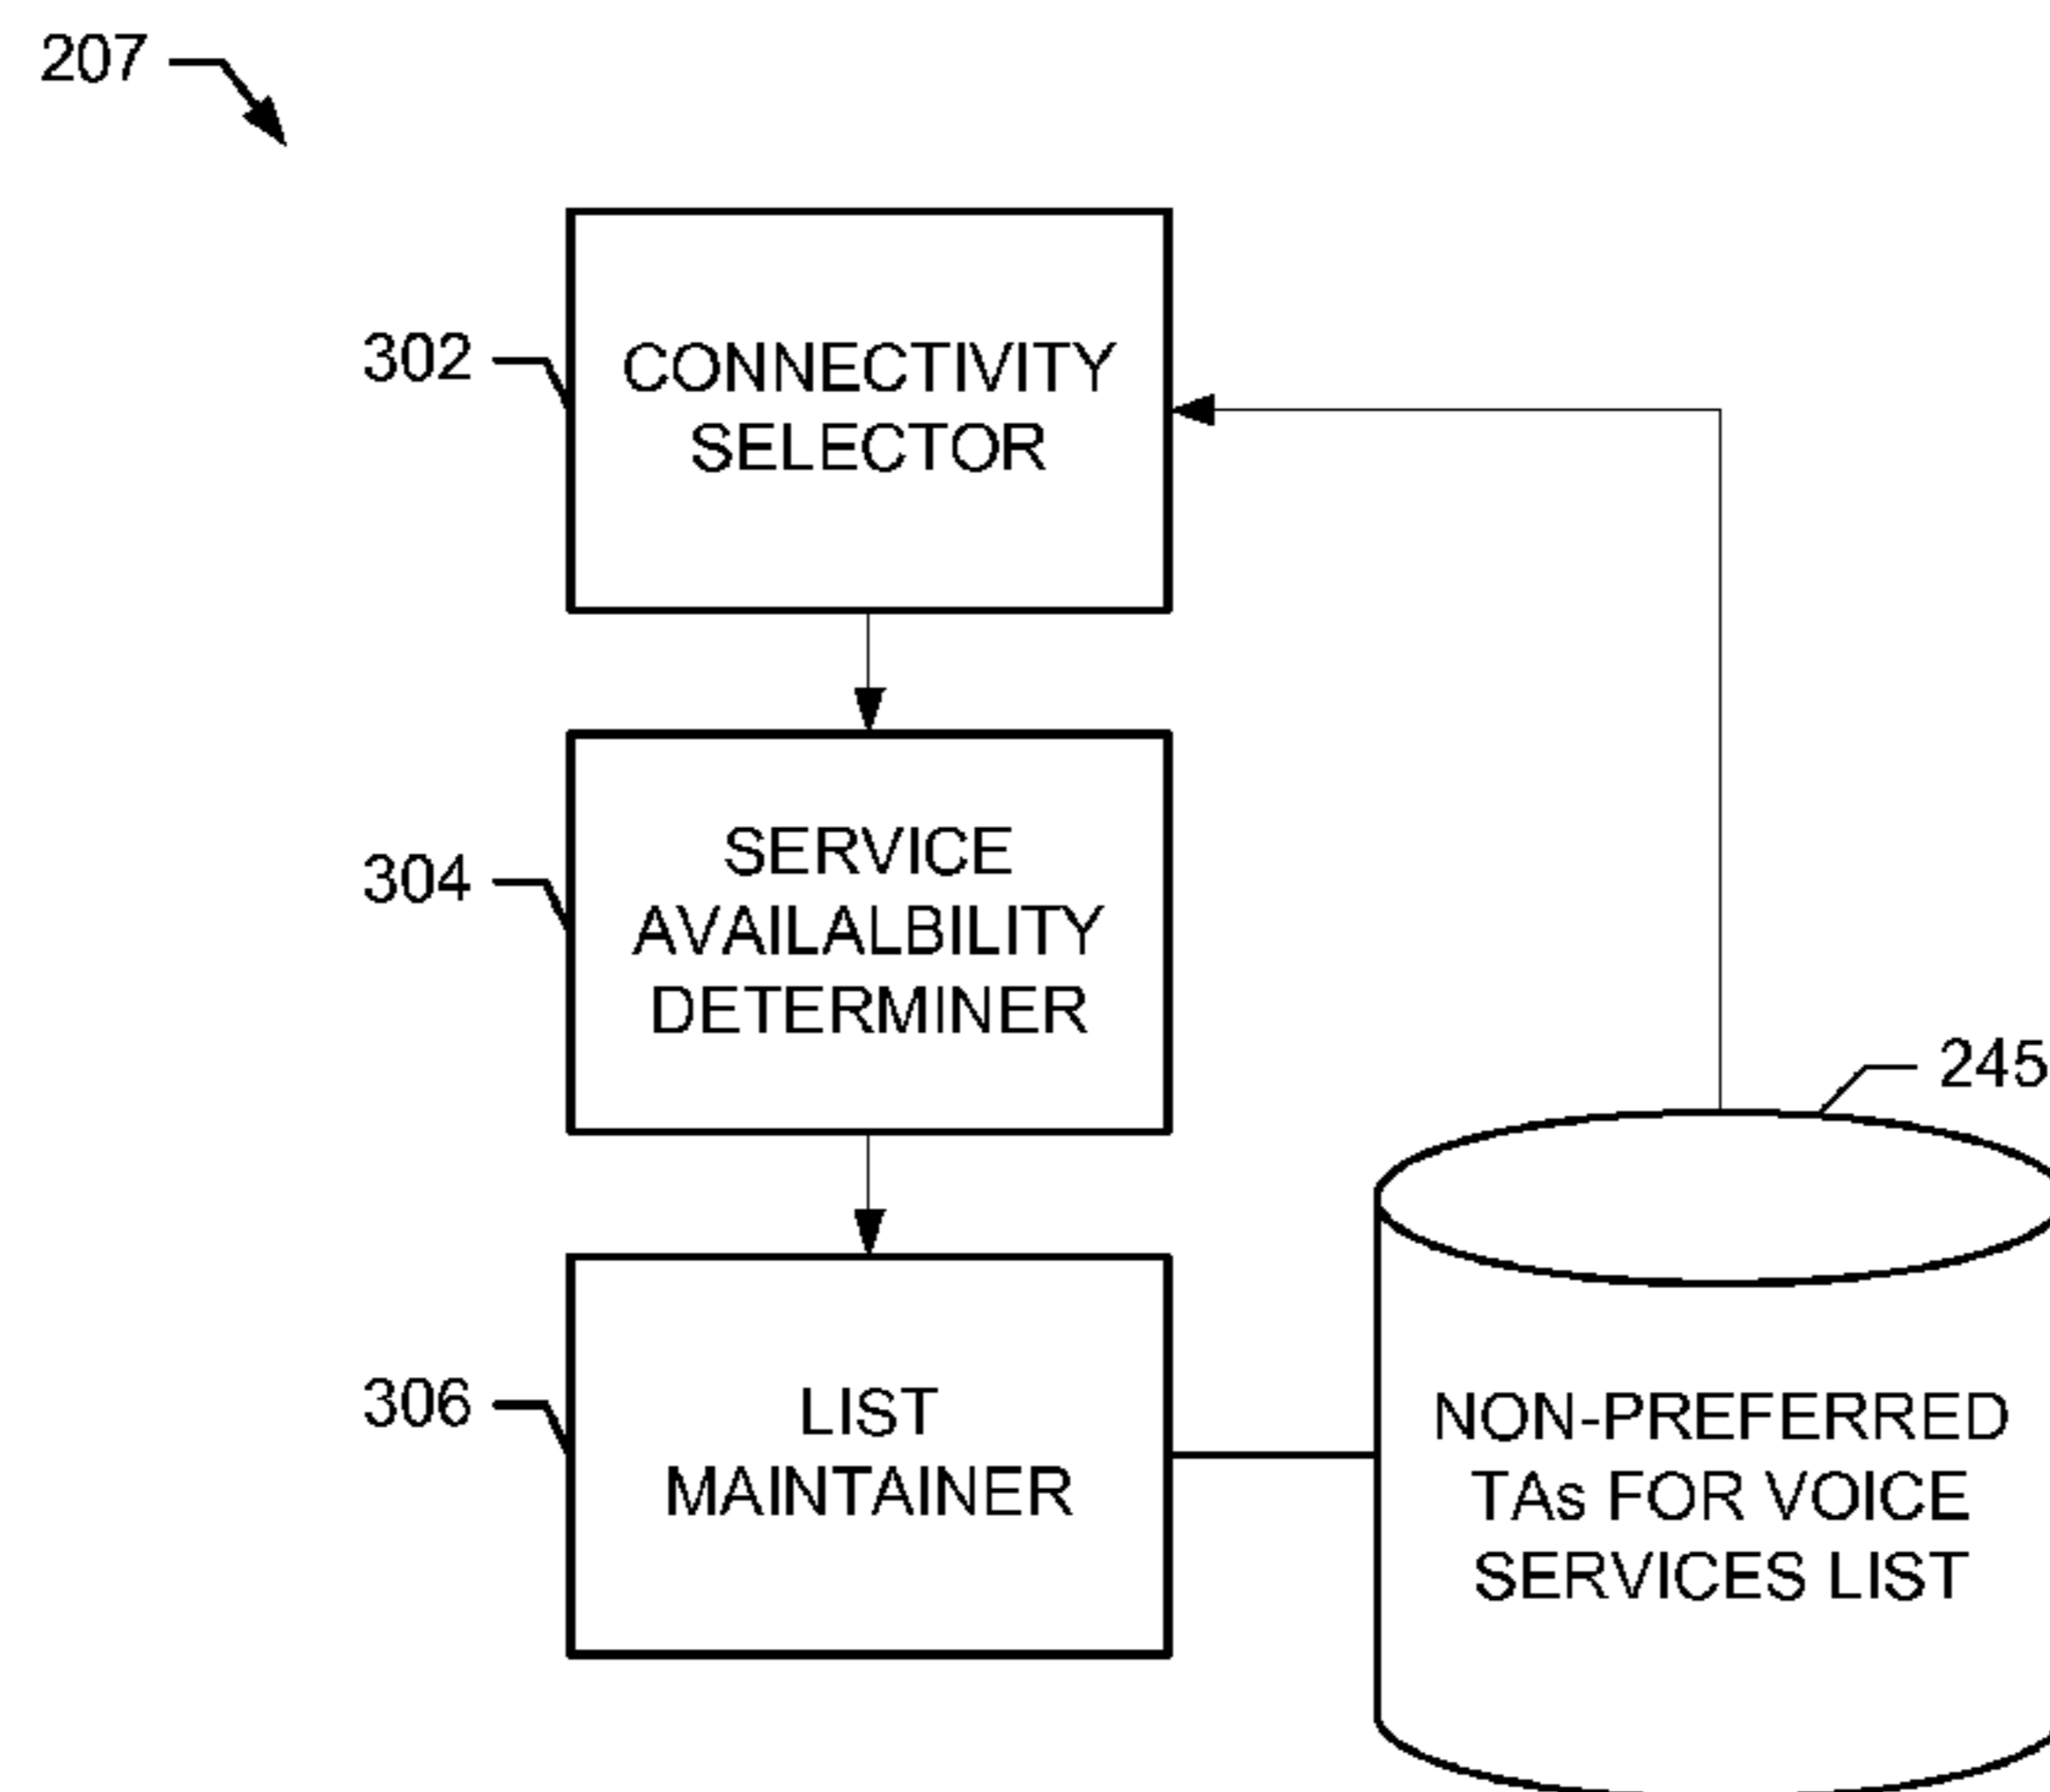 207
302
CONNECTIVITY
SELECTOR
304
SERVICE
AVAILALBILITY
DETERMINER
245
306
LIST
MAINTAINER
NON-PREFERRED
TAs FOR VOICE
SERVICES LIST